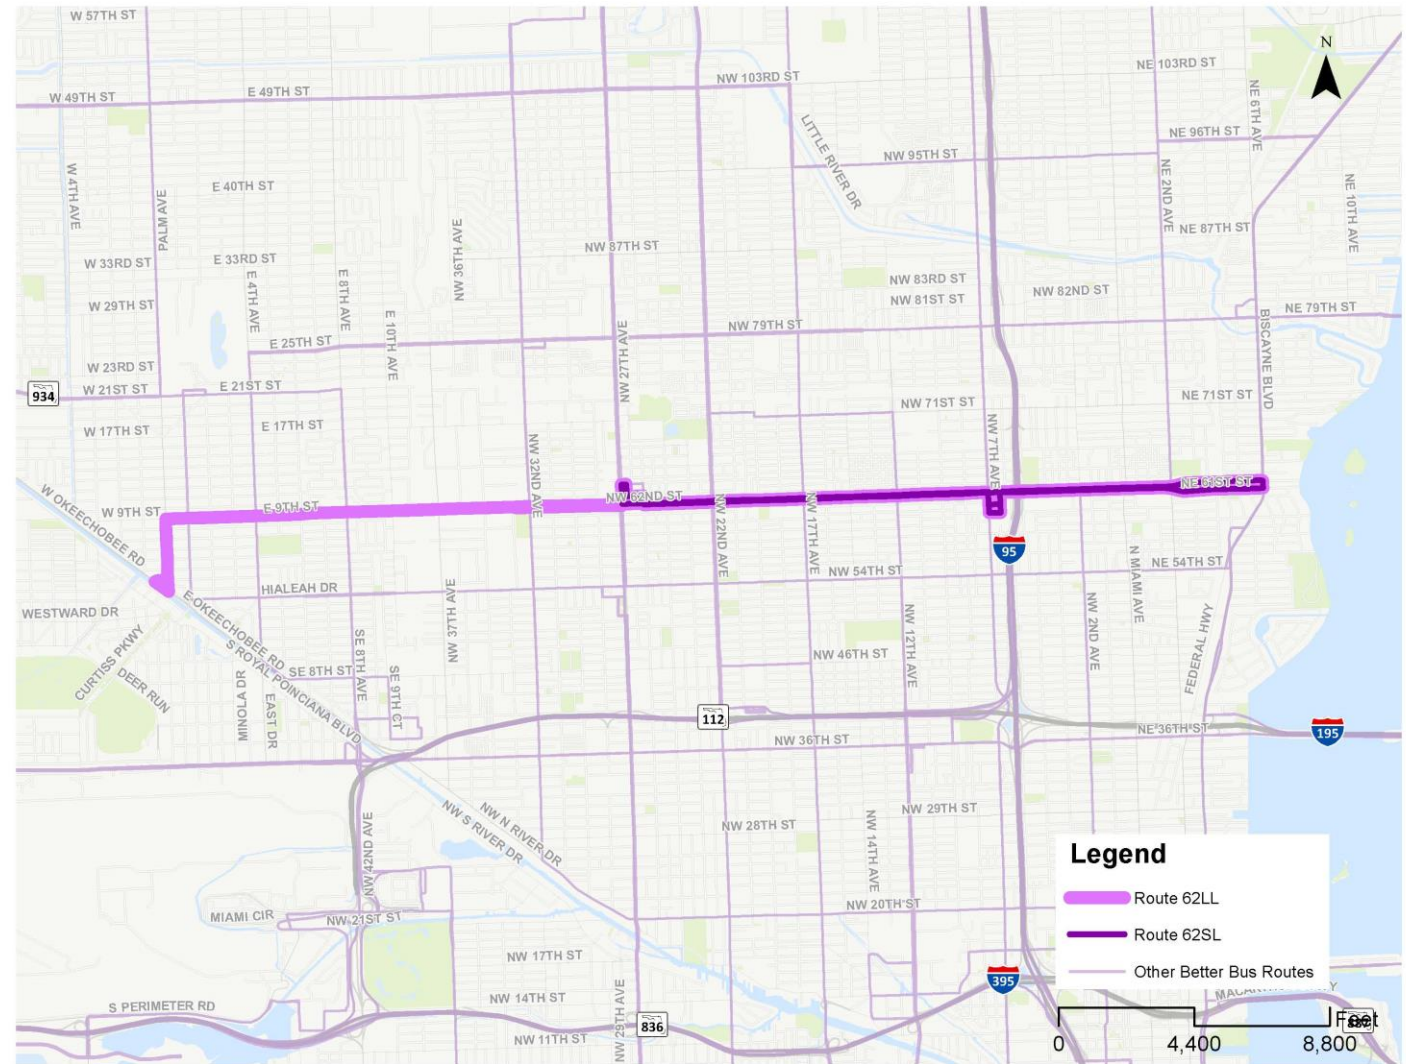 W 57TH ST
N
NE 103RD ST
NW 103RD ST
W 49TH ST
E 49TH ST
NE 6TH AVE
LITTLE RIVER DR
NE 96TH ST
NW 95TH ST
W 4TH AVE
PALM AVE
E 40TH ST
NE 2ND AVE
NE 10TH AVE
NW 36TH AVE
NE 87TH ST
NW 87TH ST
W 33RD ST
E 33RD ST
E 4TH AVE
E 8TH AVE
NW 83RD ST
NW 82ND ST
NW 81ST ST
W 29TH ST
E 10TH AVE
NE 79TH ST
NW 79TH ST
BISCAYNE BLVD
E 25TH ST
NW 27TH AVE
W 23RD ST
934
W 21ST ST
E 21ST ST
NE 71ST ST
NW 71ST ST
W 17TH ST
E 17TH ST
NW 7TH AVE
NW 32ND AVE
W OKEECHOBEE RD
NE 61ST ST
NW 62ND ST
W 9TH ST
E 9TH ST
NW 22ND AVE
NW 17TH AVE
95
N MIAMI AVE
NE 54TH ST
NW 54TH ST
HIALEAH DR
E OKEECHOBEE RD
WESTWARD DR
NW 37TH AVE
NW 12TH AVE
NW 2ND AVE
FEDERAL HWY
CURTISS PKWY
DEER RUN
S ROYAL POINCIANA BLVD
SE 8TH AVE
NW 46TH ST
SE 8TH ST
SE 9TH CT
MINOLA DR
EAST DR
112
NE 36TH ST
195
NW 36TH ST
NW N RIVER DR
NW S RIVER DR
NW 29TH ST
NW 28TH ST
NW 14TH AVE
NW 42ND AVE
NW 20TH ST
MIAMI CIR
NW 21ST ST
NW 17TH ST
NW 14TH ST
S PERIMETER RD
NW 29TH AVE
836
NW 11TH ST
395
Legend
Route 62LL
Route 62SL
Other Better Bus Routes
Feet
0
4,400
8,800